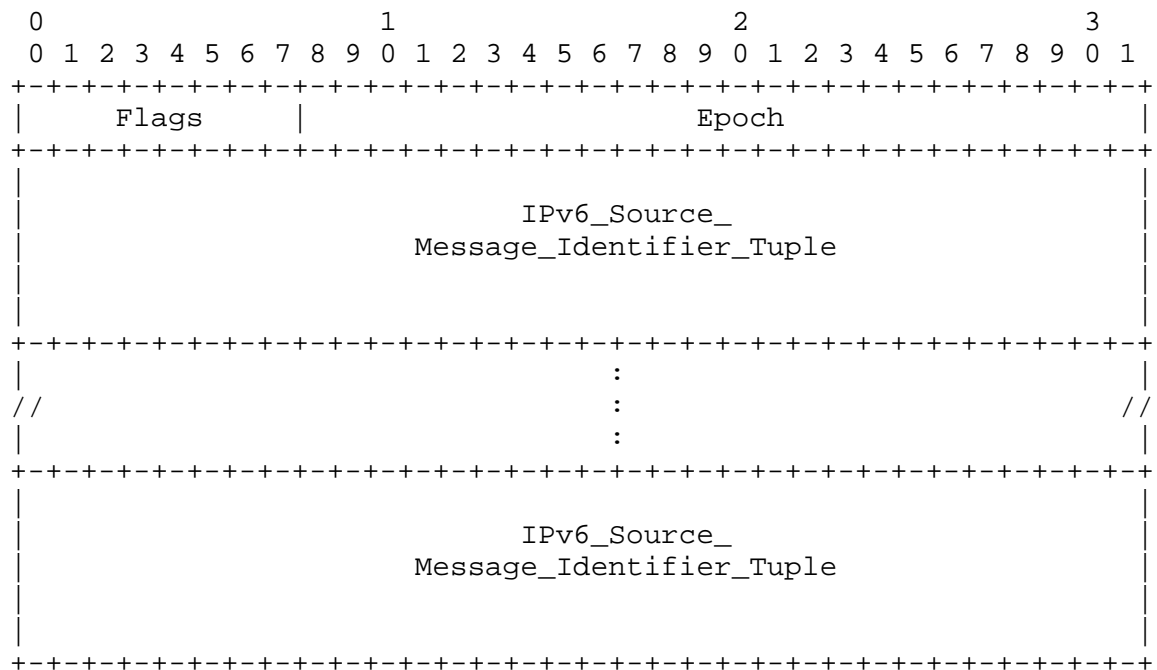 0                   1                   2                   3
 0 1 2 3 4 5 6 7 8 9 0 1 2 3 4 5 6 7 8 9 0 1 2 3 4 5 6 7 8 9 0 1
+-+-+-+-+-+-+-+-+-+-+-+-+-+-+-+-+-+-+-+-+-+-+-+-+-+-+-+-+-+-+-+-+
|     Flags     |                      Epoch                    |
+-+-+-+-+-+-+-+-+-+-+-+-+-+-+-+-+-+-+-+-+-+-+-+-+-+-+-+-+-+-+-+-+
|                                                               |
|                            IPv6_Source_                       |
|                      Message_Identifier_Tuple                 |
|                                                               |
|                                                               |
+-+-+-+-+-+-+-+-+-+-+-+-+-+-+-+-+-+-+-+-+-+-+-+-+-+-+-+-+-+-+-+-+
|                                 :                             |
//                                :                            //
|                                 :                             |
+-+-+-+-+-+-+-+-+-+-+-+-+-+-+-+-+-+-+-+-+-+-+-+-+-+-+-+-+-+-+-+-+
|                                                               |
|                            IPv6_Source_                       |
|                      Message_Identifier_Tuple                 |
|                                                               |
|                                                               |
+-+-+-+-+-+-+-+-+-+-+-+-+-+-+-+-+-+-+-+-+-+-+-+-+-+-+-+-+-+-+-+-+